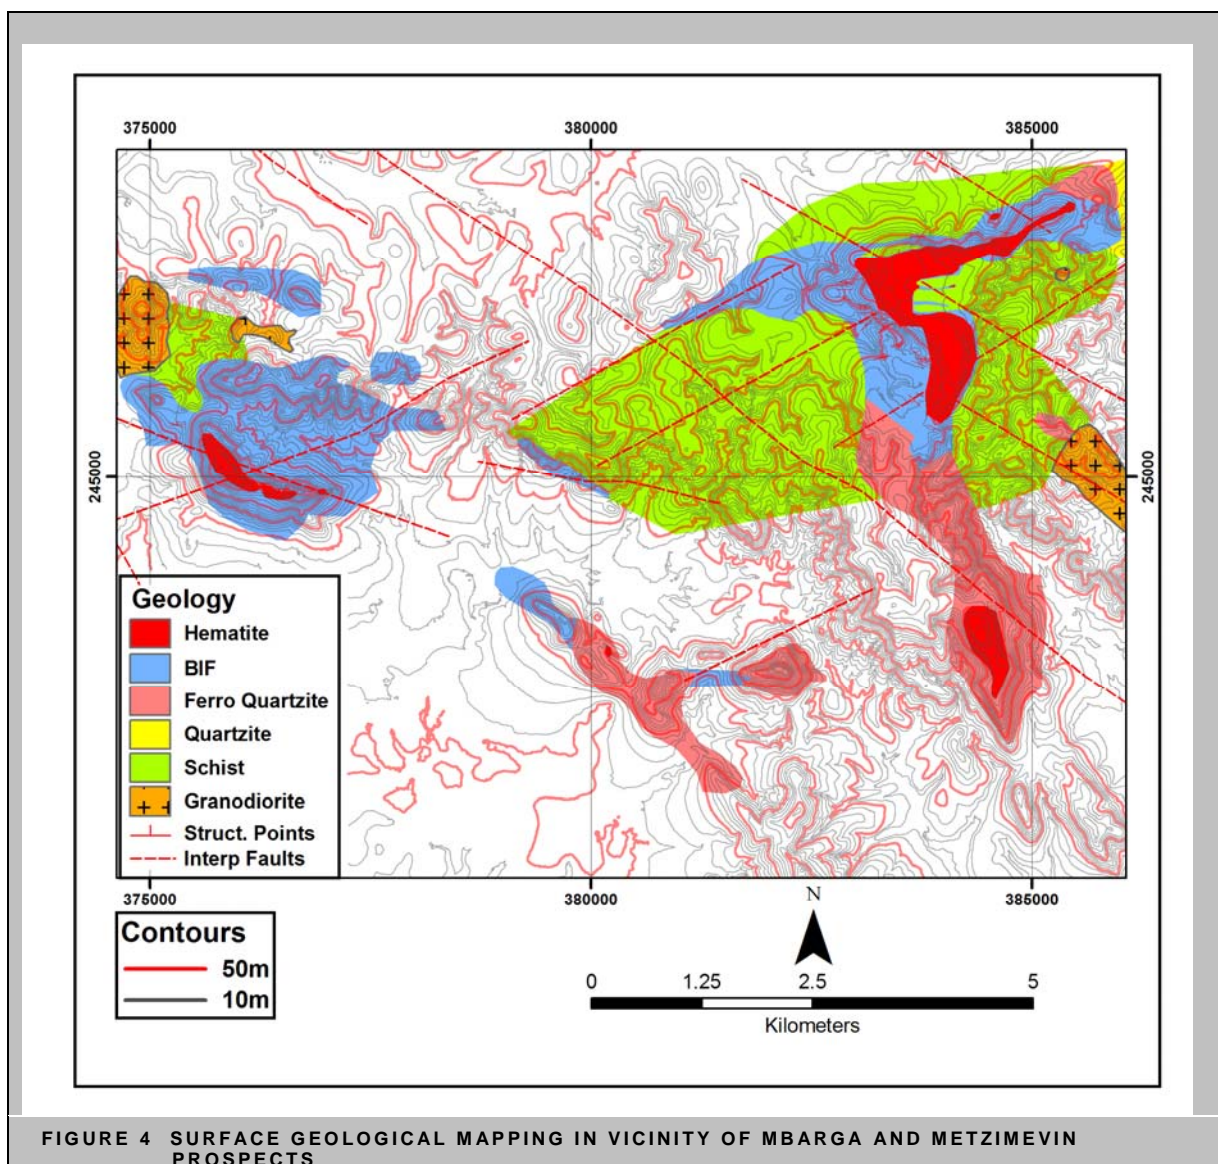 375000 380000 385000
245000 245000
Geology
Hematite
BIF
Ferro Quartzite
Quartzite
Schist
Granodiorite
Struct. Points
Interp Faults
375000 380000 385000
Contours
50m
10m
N
0 1.25 2.5 5
Kilometers
FIGURE 4 SURFACE GEOLOGICAL MAPPING IN VICINITY OF MBARGA AND METZIMEVIN
PROSPECTS